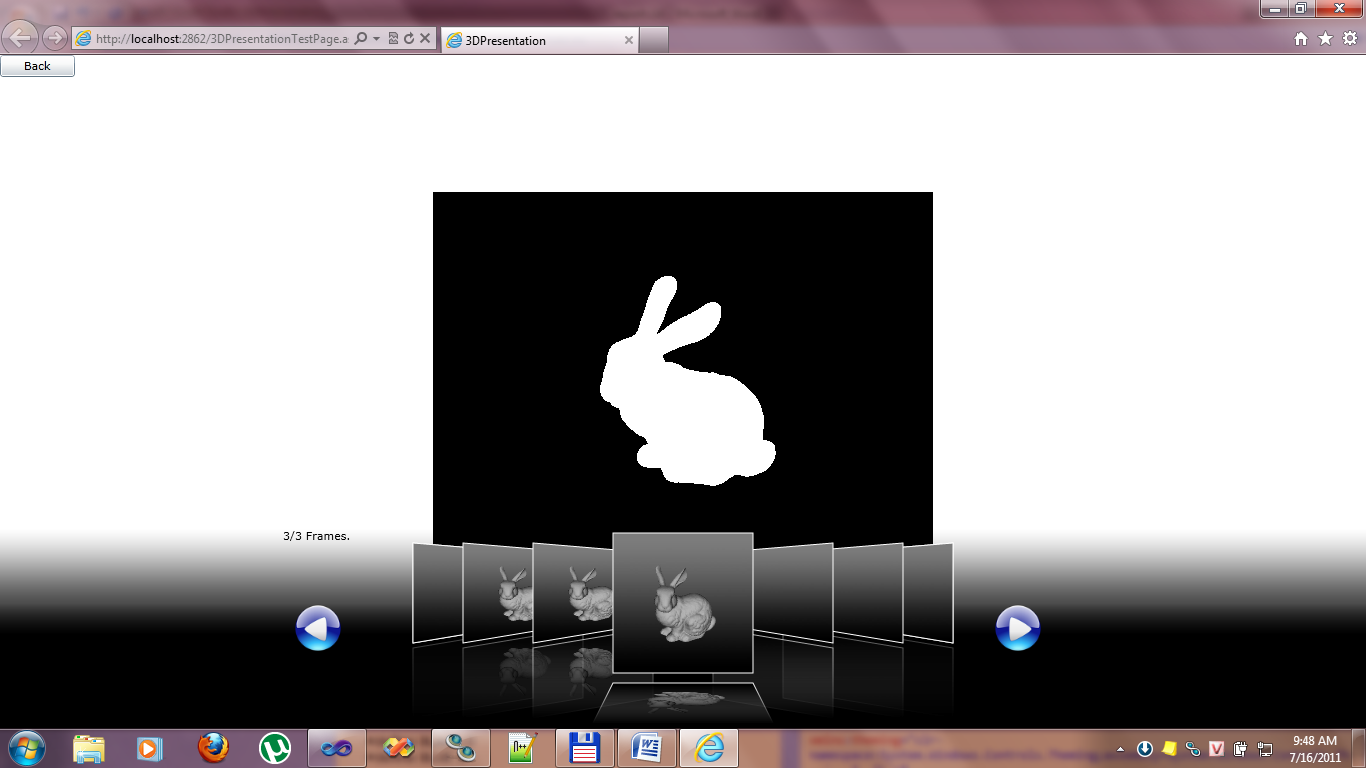 http://localhost:2862/3DPresentationTestPage.a
3DPresentation
Back
3/3 Frames.
9:48 AM
7/16/2011